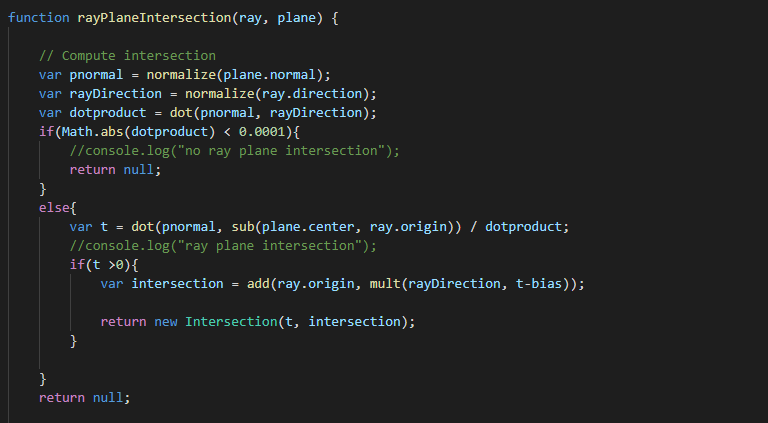 function rayPlaneIntersection(ray, plane) {
// Compute intersection
var pnormal = normalize(plane.normal);
var rayDirection = normalize(ray.direction);
var dotproduct = dot(pnormal, rayDirection);
if(Math.abs(dotproduct) < 0.0001){
//console.log("no ray plane intersection");
return null;
}
else{
var t = dot(pnormal, sub(plane.center, ray.origin)) / dotproduct;
//console.log("ray plane intersection");
if(t >0){
var intersection = add(ray.origin, mult(rayDirection, t-bias));
return new Intersection(t, intersection);
}
}
return null;